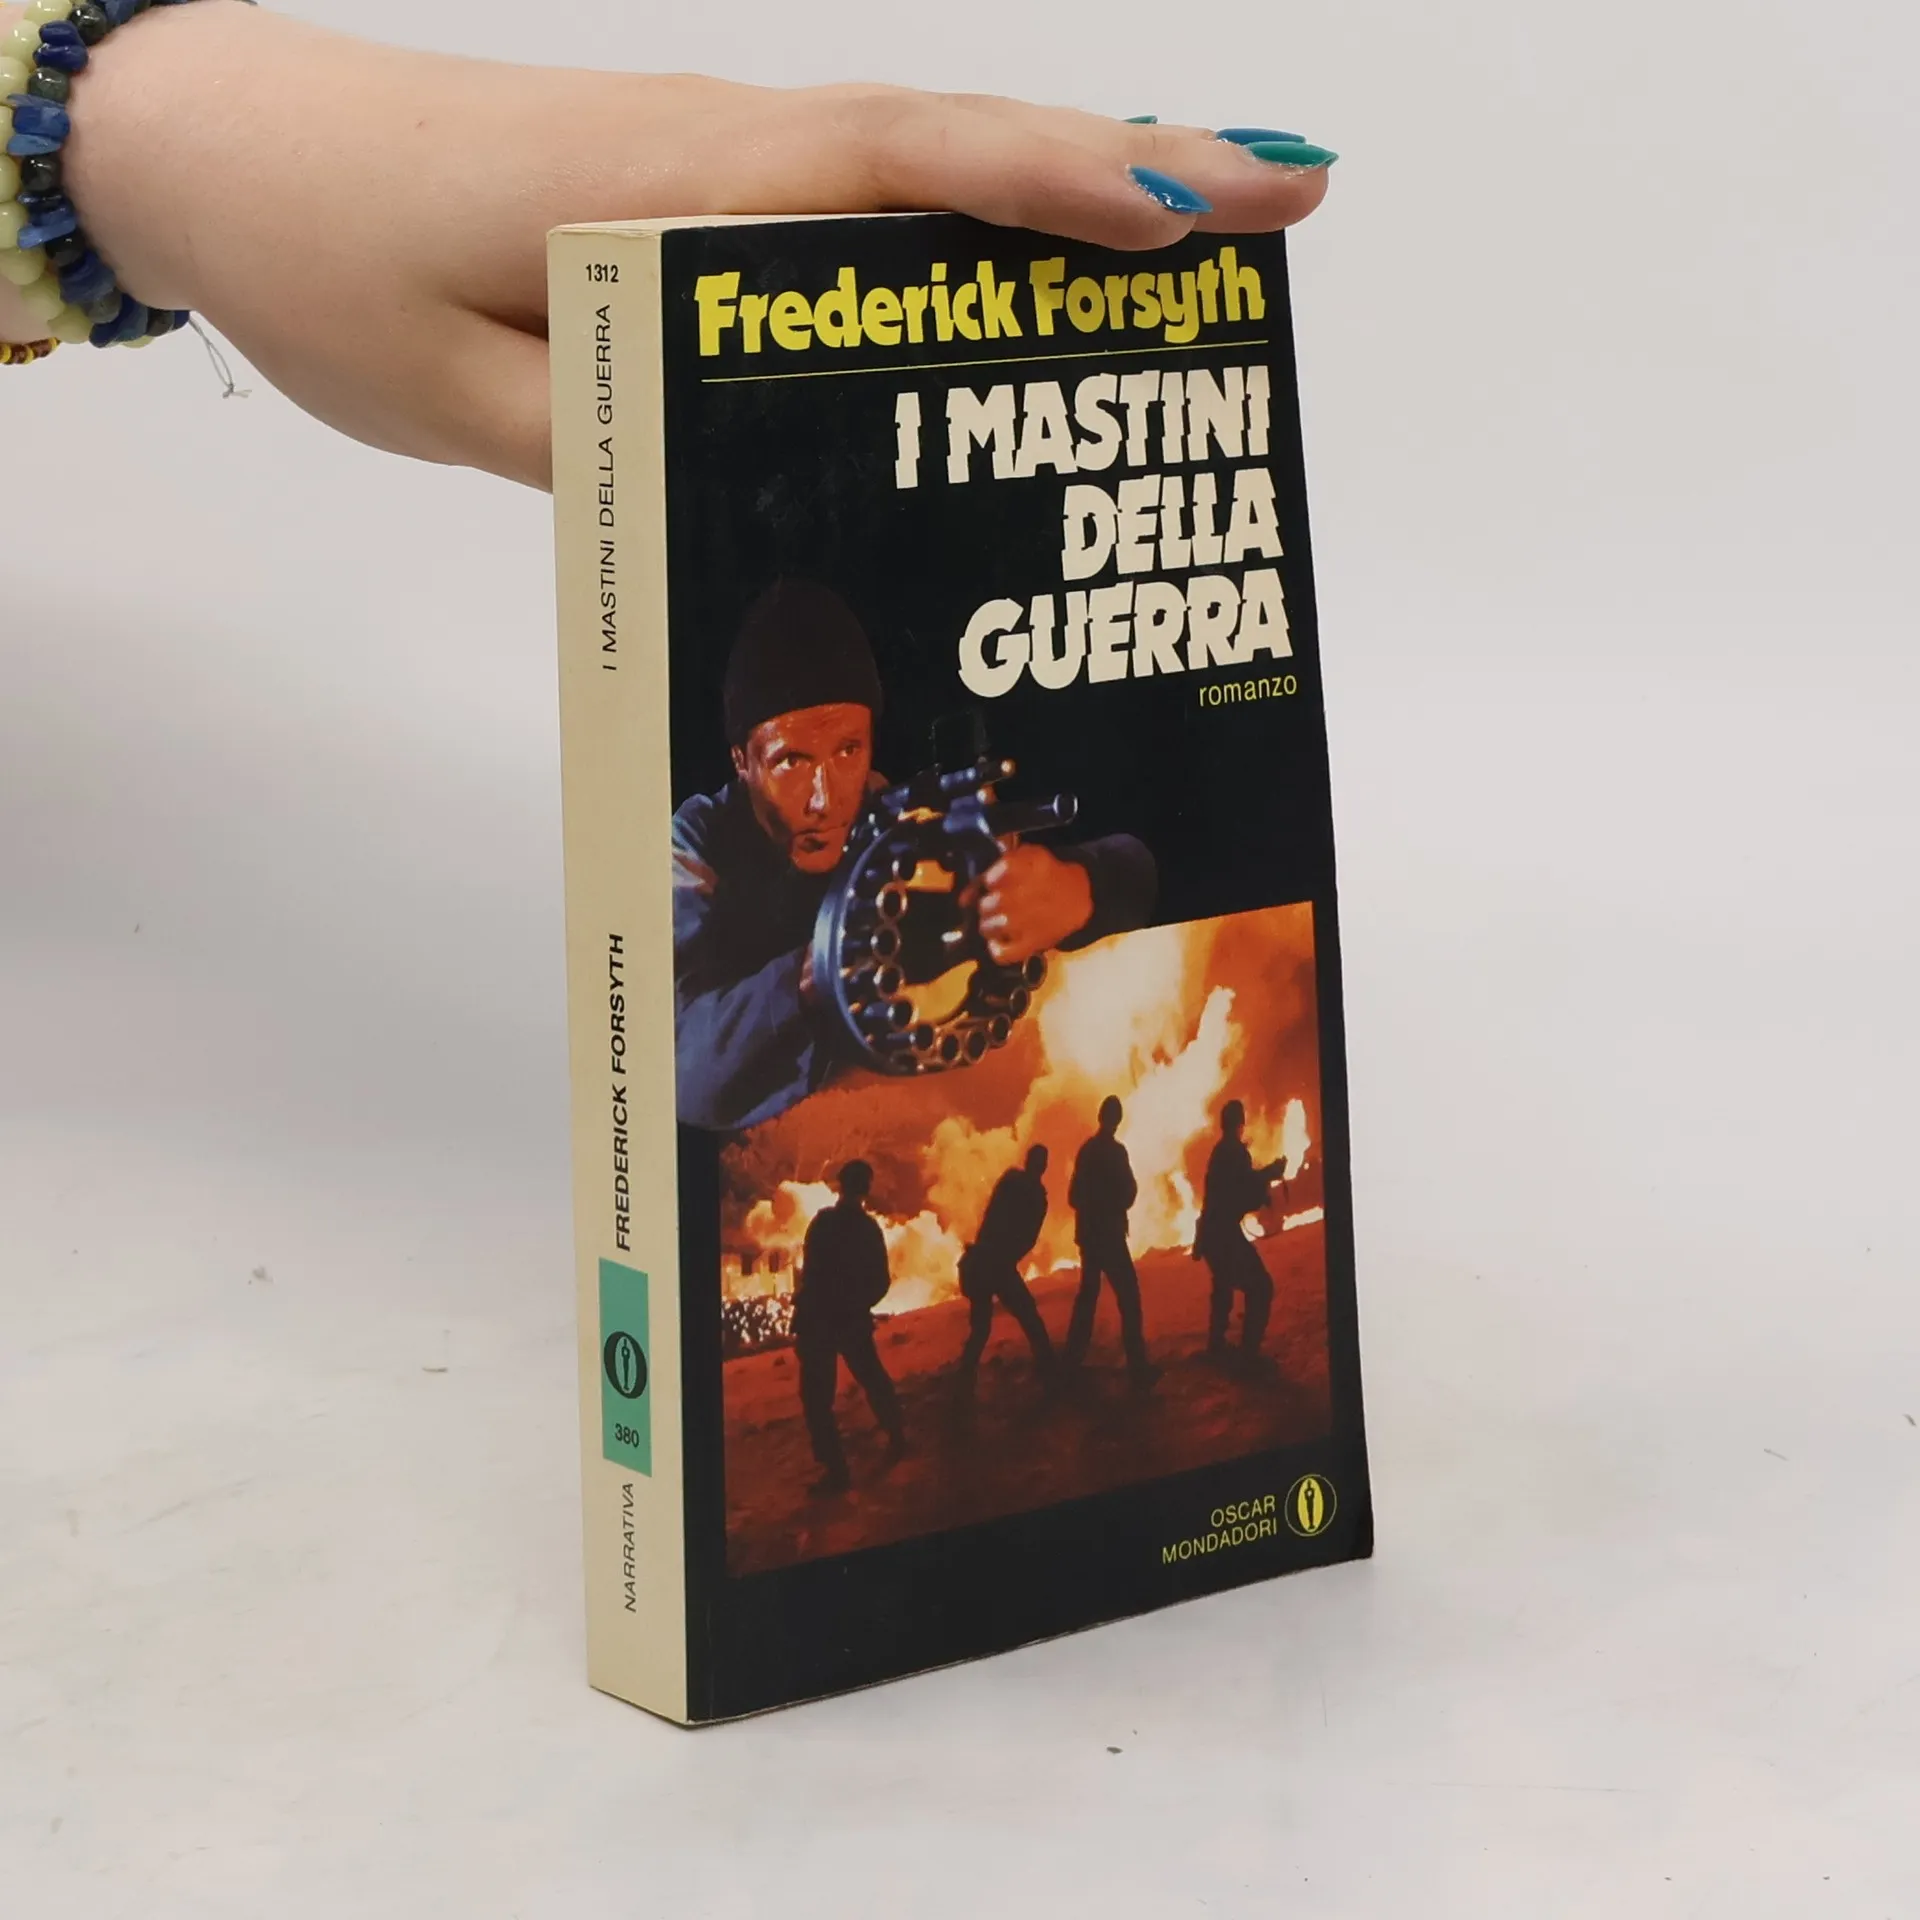 1312
I MASTINI DELLA GUERRA
FREDERICK FORSYTH
380
NARRATIVA
Frederick Forsyth
I MASTINI
DELLA
GUERRA
romanzo
OSCAR
MONDADORI